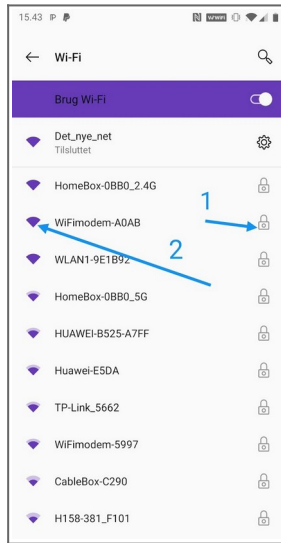 15.43
Wi-Fi
Brug Wi-Fi
Det_nye_net
Tilsluttet
HomeBox-0BB0_2.4G
WiFimodem-A0AB
1
WLAN1-9E1B92
2
HomeBox-0BB0_5G
HUAWEI-B525-A7FF
Huawei-E5DA
TP-Link_5662
WiFimodem-5997
CableBox-C290
H158-381_F101